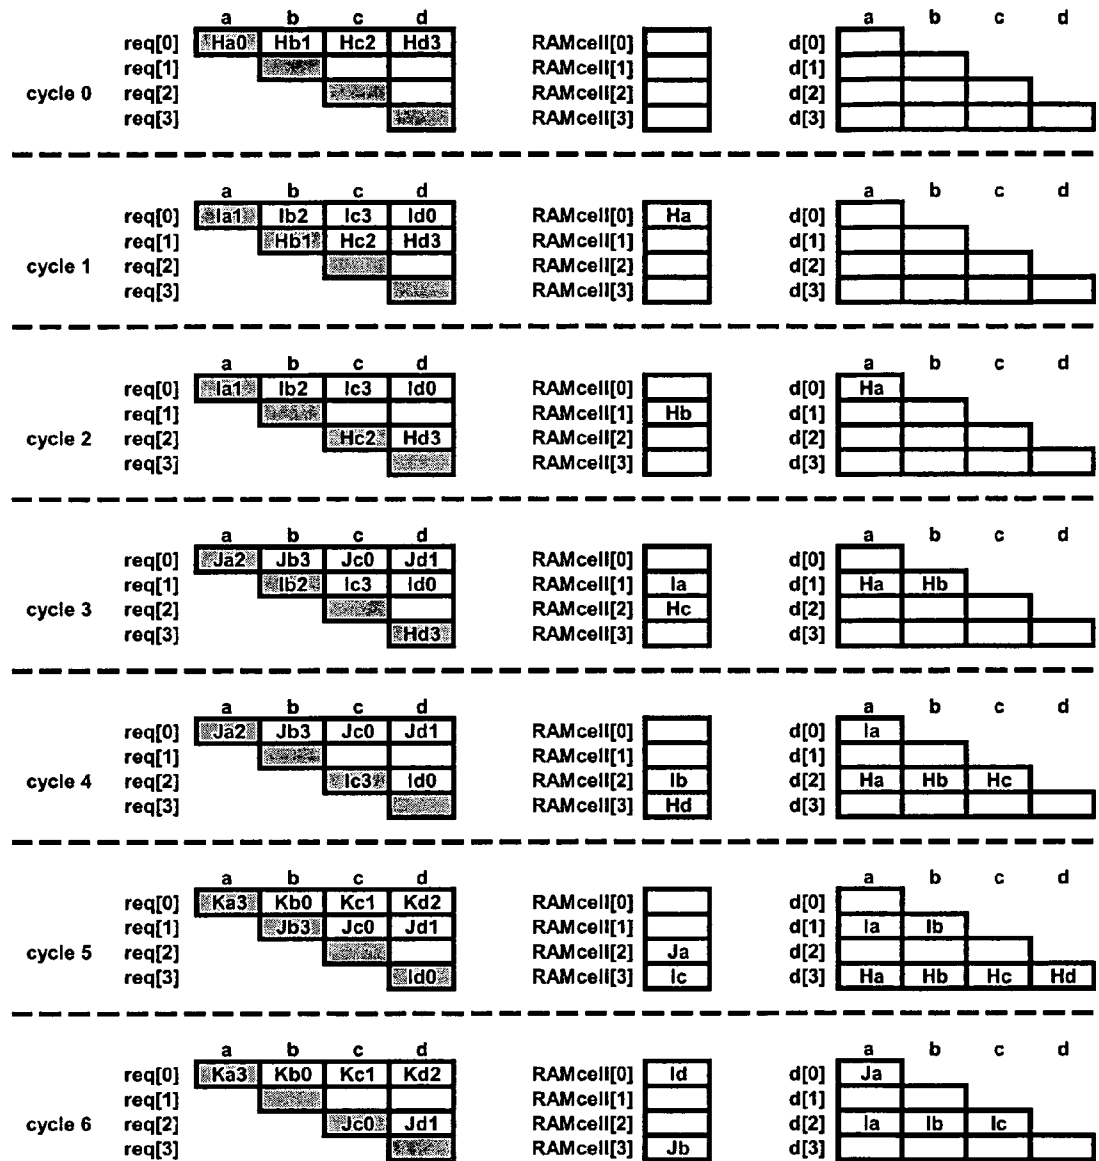 a b c d a b c d
req[0] Ha0 Hb1 Hc2 Hd3 RAMcell[0] d[0]
req[1] RAMcell[1] d[1]
cycle 0 req[2] RAMcell[2] d[2]
req[3] RAMcell[3] d[3]
a b c d a b c d
req[0] Ia1 Ib2 Ic3 Id0 RAMcell[0] Ha d[0]
req[1] Hb1 Hc2 Hd3 RAMcell[1] d[1]
cycle 1 req[2] RAMcell[2] d[2]
req[3] RAMcell[3] d[3]
a b c d a b c d
req[0] Ia1 Ib2 Ic3 Id0 RAMcell[0] d[0] Ha
req[1] RAMcell[1] Hb d[1]
cycle 2 req[2] Hc2 Hd3 RAMcell[2] d[2]
req[3] RAMcell[3] d[3]
a b c d a b c d
req[0] Ja2 Jb3 Jc0 Jd1 RAMcell[0] d[0]
req[1] Ib2 Ic3 Id0 RAMcell[1] Ia d[1] Ha Hb
cycle 3 req[2] RAMcell[2] Hc d[2]
req[3] Hd3 RAMcell[3] d[3]
a b c d a b c d
req[0] Ja2 Jb3 Jc0 Jd1 RAMcell[0] d[0] Ia
req[1] RAMcell[1] d[1]
cycle 4 req[2] Ic3 Id0 RAMcell[2] Ib d[2] Ha Hb Hc
req[3] RAMcell[3] Hd d[3]
a b c d a b c d
req[0] Ka3 Kb0 Kc1 Kd2 RAMcell[0] d[0]
req[1] Jb3 Jc0 Jd1 RAMcell[1] d[1] Ia Ib
cycle 5 req[2] RAMcell[2] Ja d[2]
req[3] Id0 RAMcell[3] Ic d[3] Ha Hb Hc Hd
a b c d a b c d
req[0] Ka3 Kb0 Kc1 Kd2 RAMcell[0] Id d[0] Ja
req[1] RAMcell[1] d[1]
cycle 6 req[2] Jc0 Jd1 RAMcell[2] d[2] Ia Ib Ic
req[3] RAMcell[3] Jb d[3]